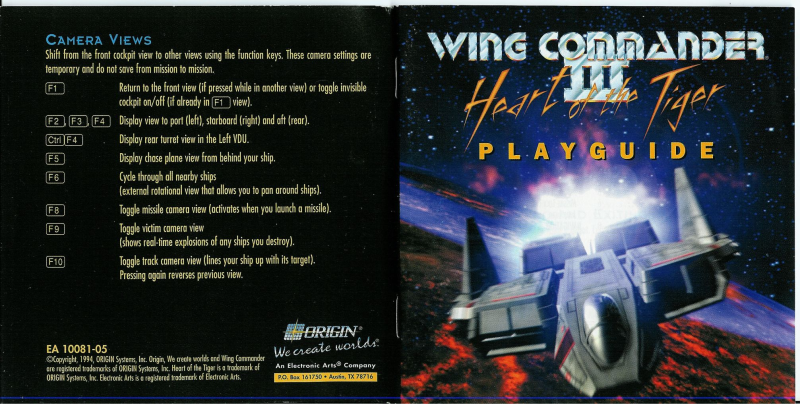 CAMERA VIEWS
Shift from the front cockpit view to other views using the function keys. These camera settings are
temporary and do not save from mission to mission.
F1 Return to the front view (if pressed while in another view) or toggle invisible
cockpit on/off (if already in F1 view).
F2, F3, F4 Display view to port (left), starboard (right) and aft (rear).
Ctrl F4 Display rear turret view in the Left VDU.
F5 Display chase plane view from behind your ship.
F6 Cycle through all nearby ships
(external rotational view that allows you to pan around ships).
F8 Toggle missile camera view (activates when you launch a missile).
F9 Toggle victim camera view
(shows real-time explosions of any ships you destroy).
F10 Toggle track camera view (lines your ship up with its target).
Pressing again reverses previous view.
EA 10081-05
©Copyright, 1994, ORIGIN Systems, Inc. Origin, We create worlds and Wing Commander
are registered trademarks of ORIGIN Systems, Inc. Heart of the Tiger is a trademark of
ORIGIN Systems, Inc. Electronic Arts is a registered trademark of Electronic Arts.
ORIGIN®
We create worlds®
An Electronic Arts® Company
P.O. Box 161750 • Austin, TX 78716
WING COMMANDER®
III
Heart of the Tiger
PLAYGUIDE